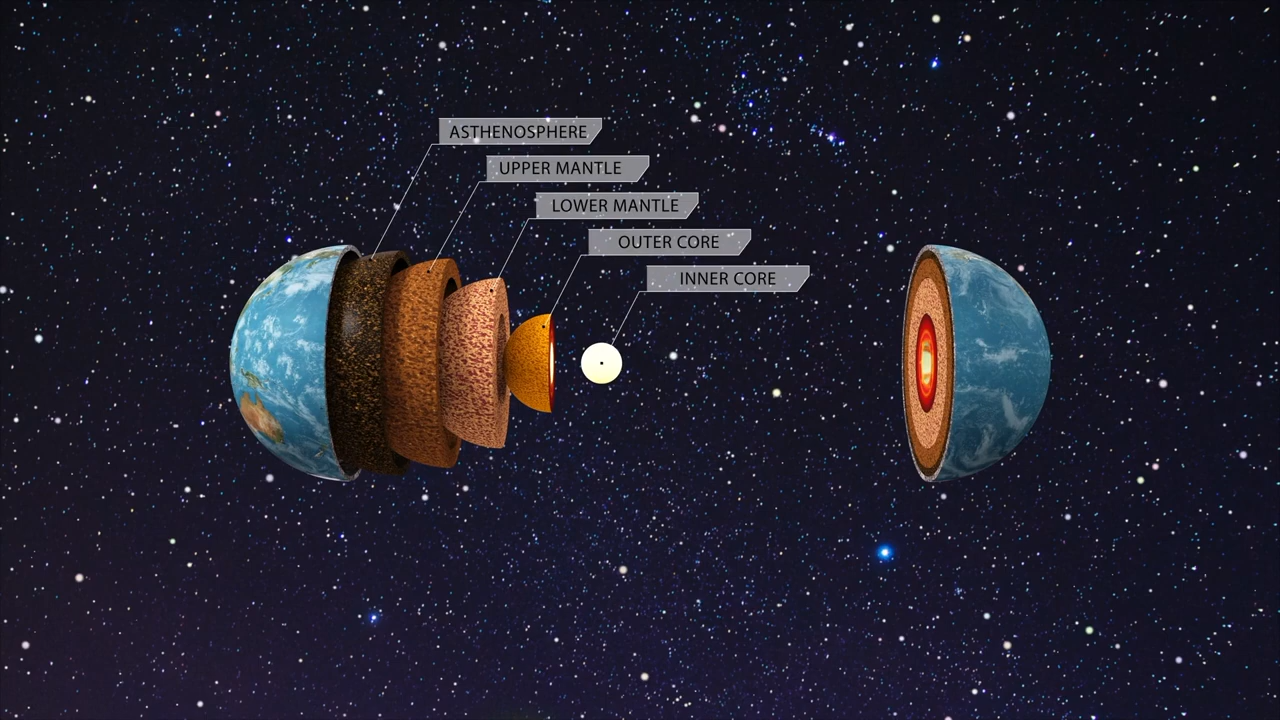 ASTHENOSPHERE
UPPER MANTLE
LOWER MANTLE
OUTER CORE
INNER CORE